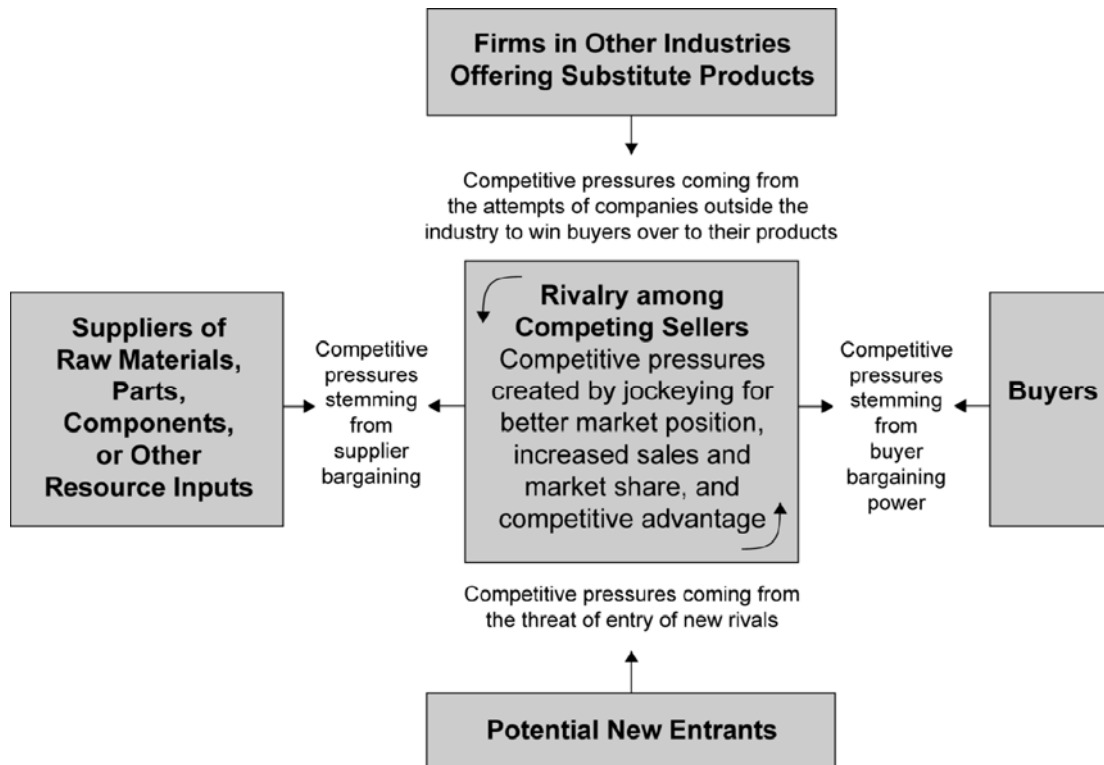 Firms in Other Industries
Offering Substitute Products
Competitive pressures coming from
the attempts of companies outside the
industry to win buyers over to their products
Suppliers of
Raw Materials,
Parts,
Components,
or Other
Resource Inputs
Competitive
pressures
stemming
from
supplier
bargaining
Rivalry among
Competing Sellers
Competitive pressures
created by jockeying for
better market position,
increased sales and
market share, and
competitive advantage
Competitive
pressures
stemming
from
buyer
bargaining
power
Buyers
Competitive pressures coming from
the threat of entry of new rivals
Potential New Entrants